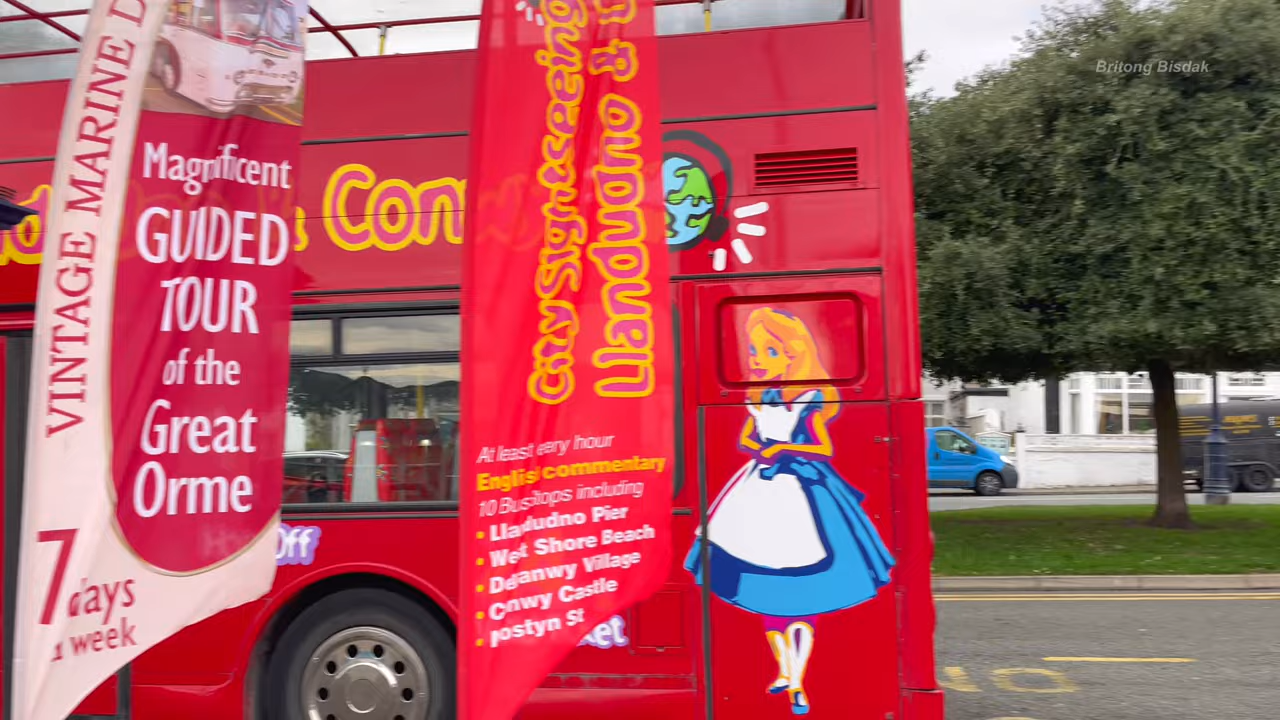 Britong Bisdak
VINTAGE MARINE D
Magnificent
GUIDED
TOUR
of the
Great
Orme
7
days
a week
Con
City Sightseeing
Llandudno &
At least every hour
English commentary
10 Bus stops including
• Llandudno Pier
• West Shore Beach
• Deganwy Village
• Conwy Castle
• Mostyn St
Off